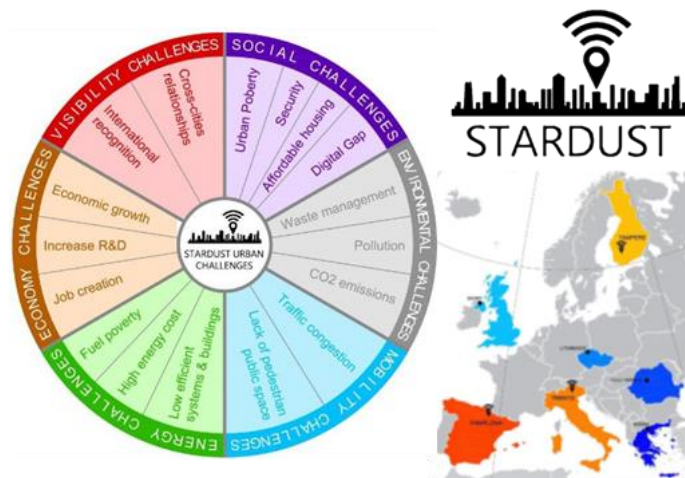 VISIBILITY CHALLENGES
SOCIAL CHALLENGES
ENVIRONMENTAL CHALLENGES
MOBILITY CHALLENGES
ENERGY CHALLENGES
ECONOMY CHALLENGES
International
recognition
Cross-cities
relationships
Urban Poberty
Security
Affordable housing
Digital Gap
Waste management
Pollution
CO2 emissions
Traffic congestion
Lack of pedestrian
public space
Low efficient
systems & buildings
High energy cost
Fuel poverty
Job creation
Increase R&D
Economic growth
STARDUST URBAN
CHALLENGES
STARDUST
TAMPERE
TRENTO
PAMPLONA